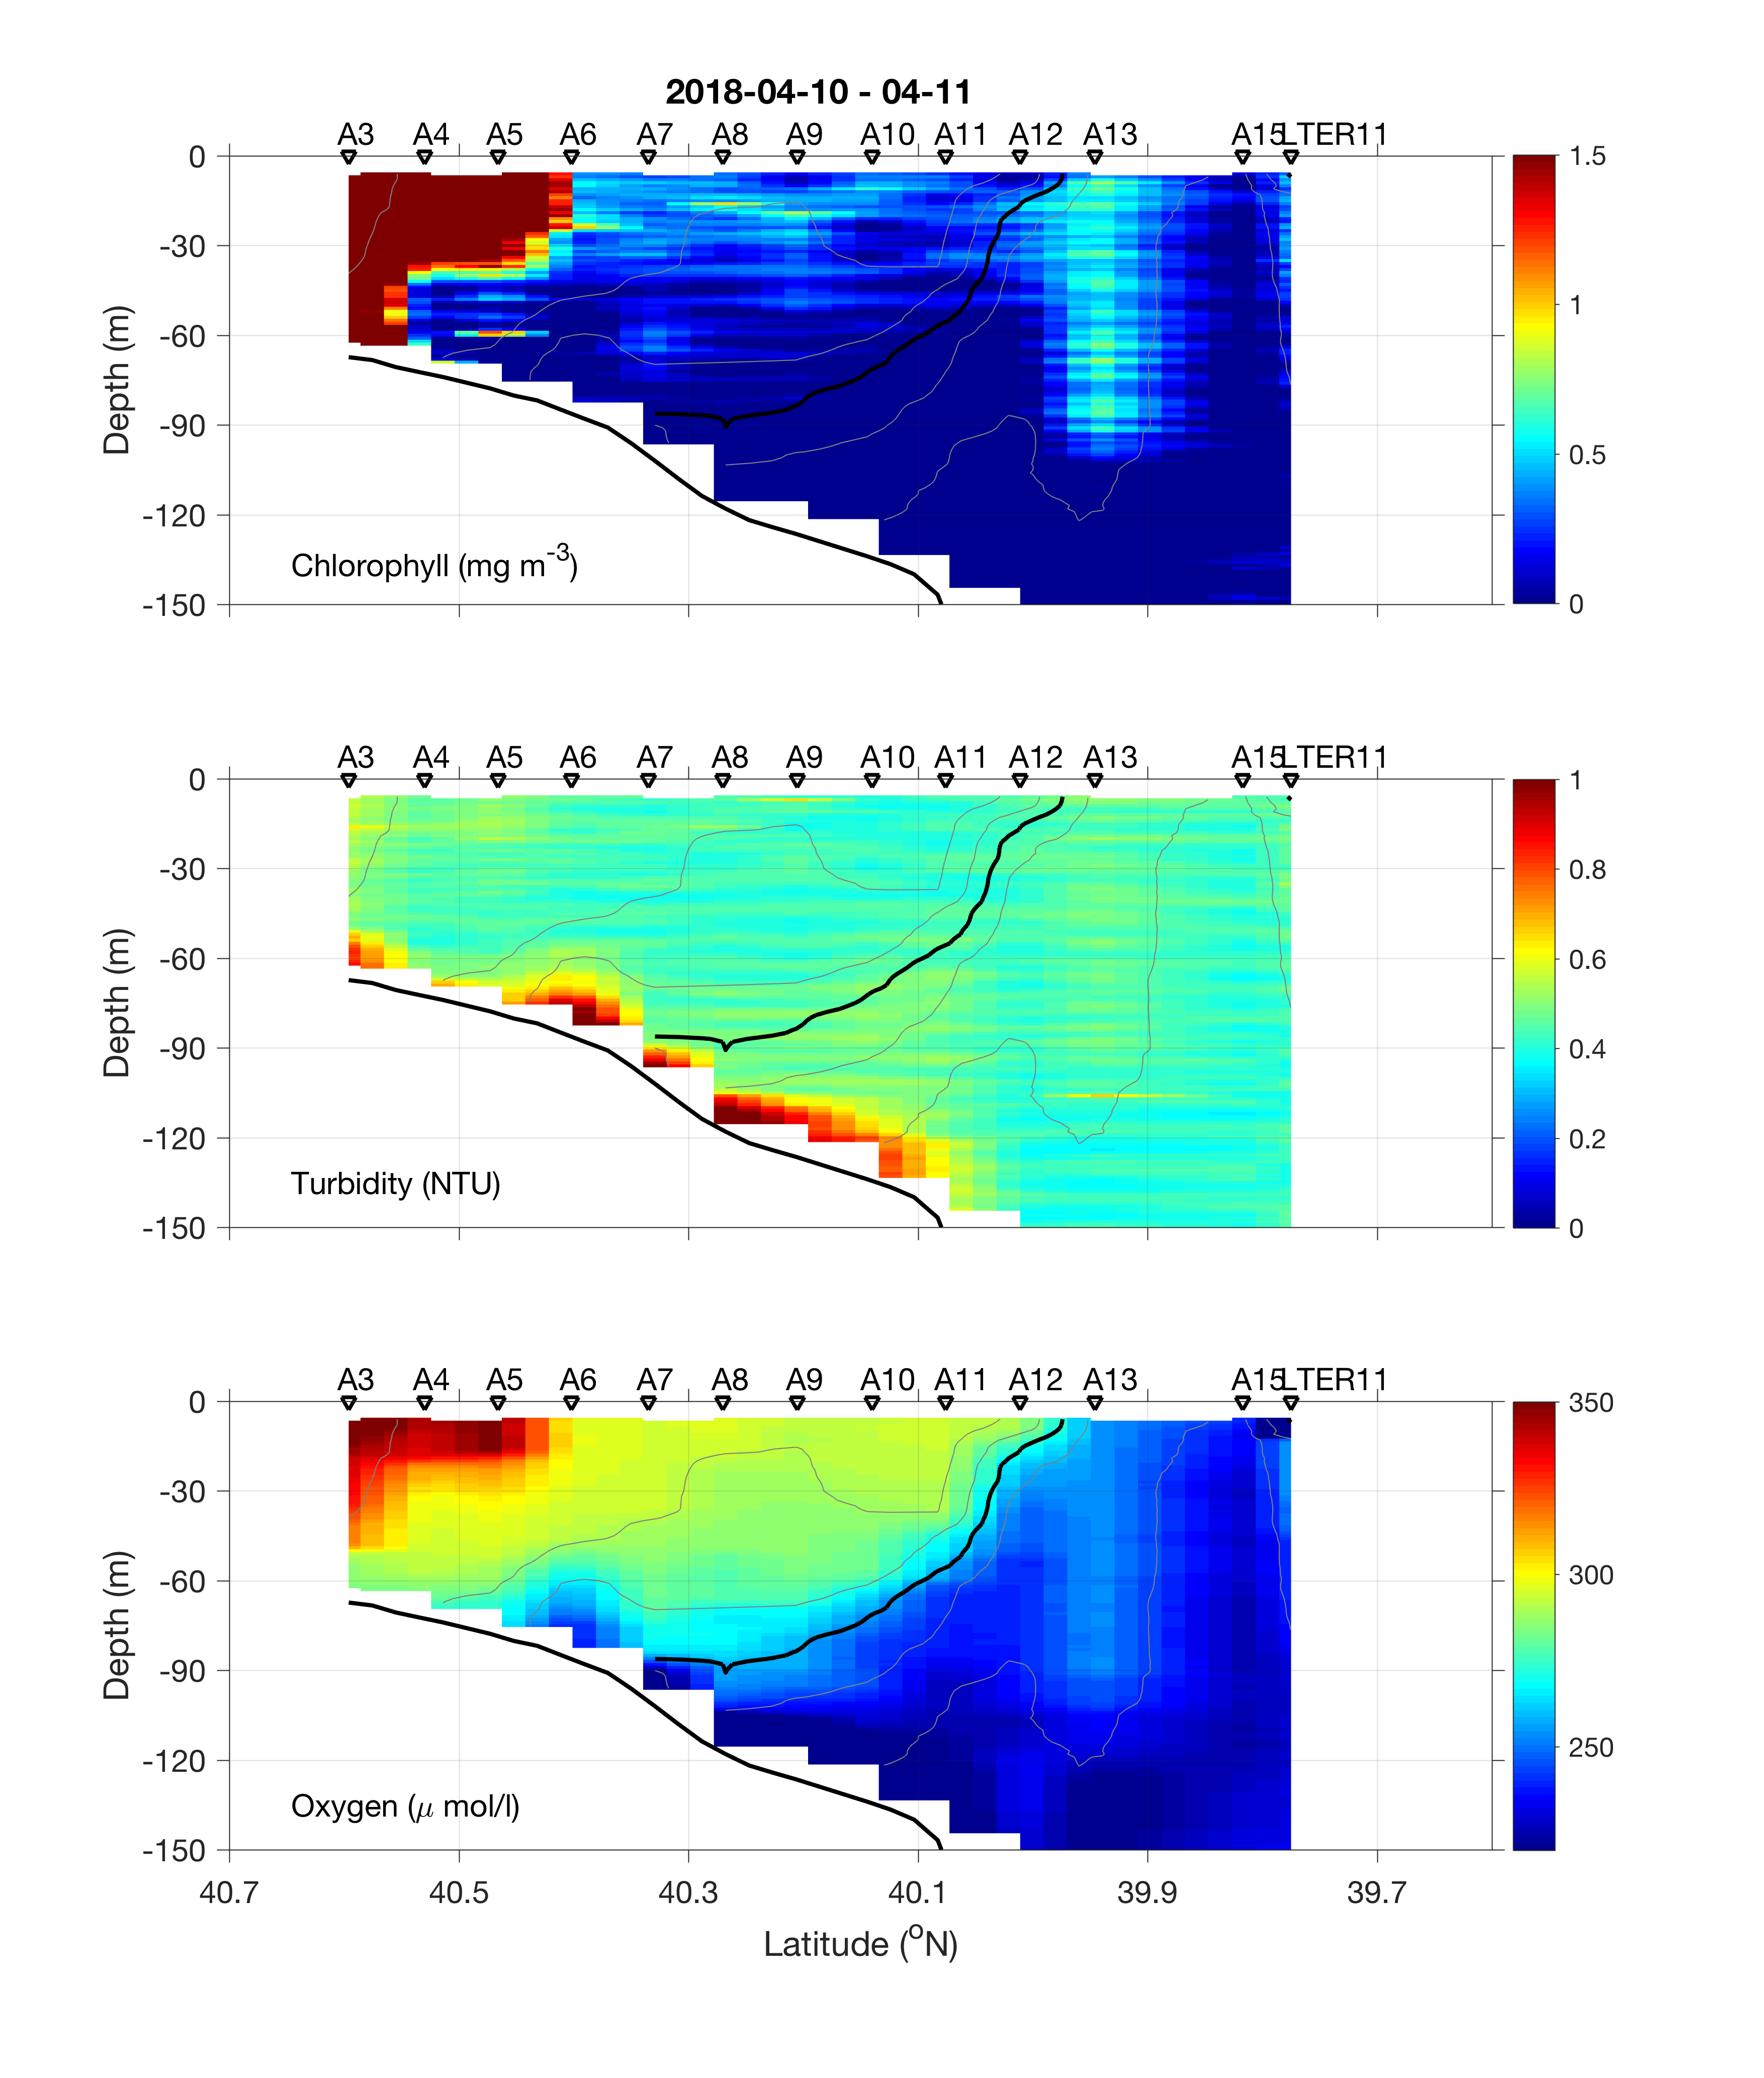 2018-04-10 - 04-11
A3 A4 A5 A6 A7 A8 A9 A10 A11 A12 A13 A15 LTER11
0
-30
-60
-90
-120
-150
Depth (m)
Chlorophyll (mg m-3)
1.5
1
0.5
0
A3 A4 A5 A6 A7 A8 A9 A10 A11 A12 A13 A15 LTER11
0
-30
-60
-90
-120
-150
Depth (m)
Turbidity (NTU)
1
0.8
0.6
0.4
0.2
0
A3 A4 A5 A6 A7 A8 A9 A10 A11 A12 A13 A15 LTER11
0
-30
-60
-90
-120
-150
Depth (m)
Oxygen (μ mol/l)
350
300
250
40.7 40.5 40.3 40.1 39.9 39.7
Latitude (oN)